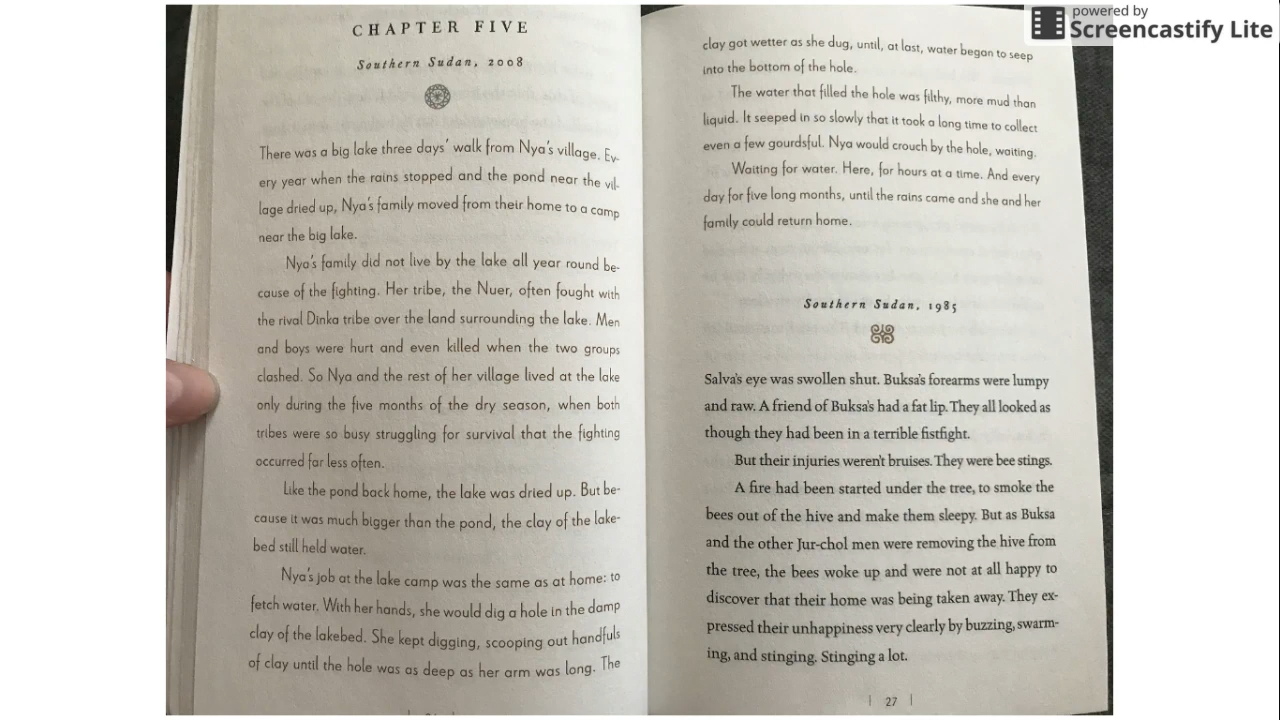 CHAPTER FIVE
Southern Sudan, 2008
There was a big lake three days' walk from Nya's village. Ev-
ery year when the rains stopped and the pond near the vil-
lage dried up, Nya's family moved from their home to a camp
near the big lake.
Nya's family did not live by the lake all year round be-
cause of the fighting. Her tribe, the Nuer, often fought with
the rival Dinka tribe over the land surrounding the lake. Men
and boys were hurt and even killed when the two groups
clashed. So Nya and the rest of her village lived at the lake
only during the five months of the dry season, when both
tribes were so busy struggling for survival that the fighting
occurred far less often.
Like the pond back home, the lake was dried up. But be-
cause it was much bigger than the pond, the clay of the lake-
bed still held water.
Nya's job at the lake camp was the same as at home: to
fetch water. With her hands, she would dig a hole in the damp
clay of the lakebed. She kept digging, scooping out handfuls
of clay until the hole was as deep as her arm was long. The
clay got wetter as she dug, until, at last, water began to seep
into the bottom of the hole.
The water that filled the hole was filthy, more mud than
liquid. It seeped in so slowly that it took a long time to collect
even a few gourdsful. Nya would crouch by the hole, waiting.
Waiting for water. Here, for hours at a time. And every
day for five long months, until the rains came and she and her
family could return home.
Southern Sudan, 1985
Salva's eye was swollen shut. Buksa's forearms were lumpy
and raw. A friend of Buksa's had a fat lip. They all looked as
though they had been in a terrible fistfight.
But their injuries weren't bruises. They were bee stings.
A fire had been started under the tree, to smoke the
bees out of the hive and make them sleepy. But as Buksa
and the other Jur-chol men were removing the hive from
the tree, the bees woke up and were not at all happy to
discover that their home was being taken away. They ex-
pressed their unhappiness very clearly by buzzing, swarm-
ing, and stinging. Stinging a lot.
| 27 |
powered by
Screencastify Lite